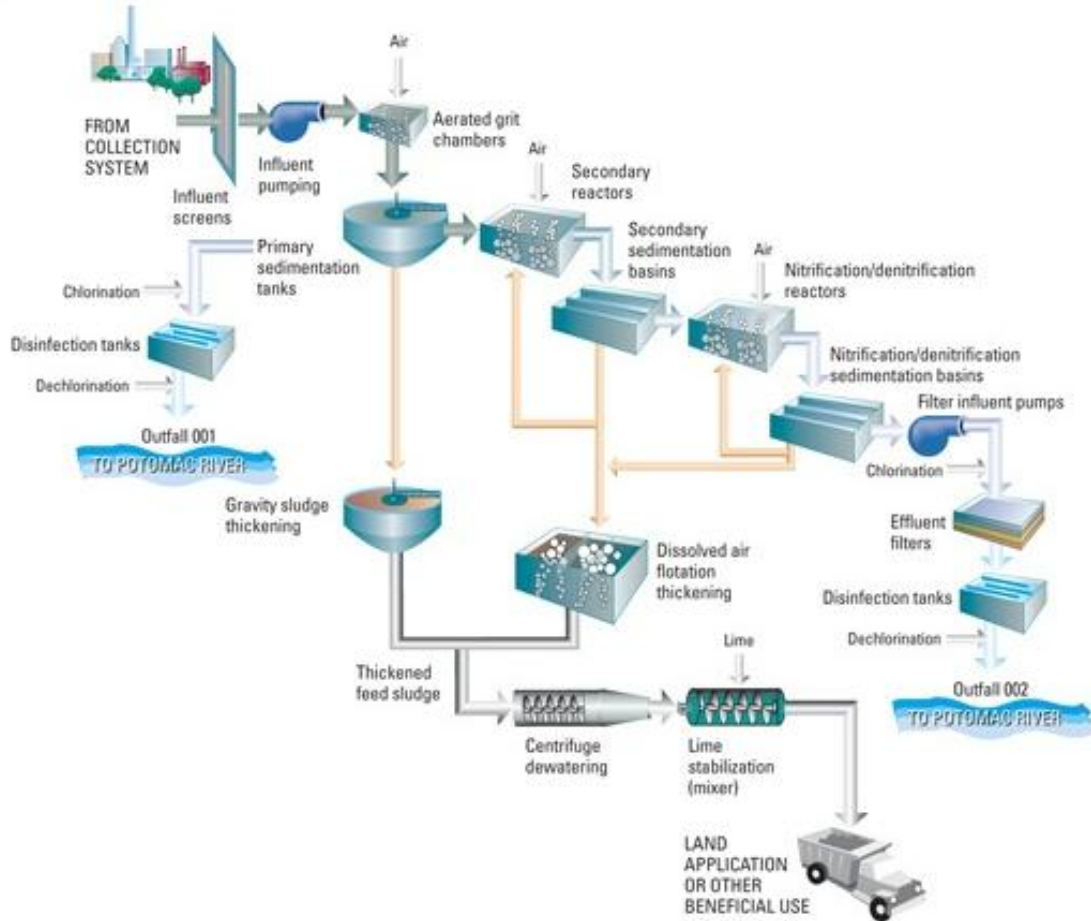 Air
FROM
COLLECTION
SYSTEM
Influent
screens
Influent
pumping
Aerated grit
chambers
Air
Secondary
reactors
Primary
sedimentation
tanks
Secondary
sedimentation
basins
Air
Nitrification/denitrification
reactors
Chlorination
Disinfection tanks
Dechlorination
Outfall 001
TO POTOMAC RIVER
Nitrification/denitrification
sedimentation basins
Filter influent pumps
Chlorination
Effluent
filters
Gravity sludge
thickening
Dissolved air
flotation
thickening
Disinfection tanks
Dechlorination
Outfall 002
TO POTOMAC RIVER
Thickened
feed sludge
Lime
Centrifuge
dewatering
Lime
stabilization
(mixer)
LAND
APPLICATION
OR OTHER
BENEFICIAL USE